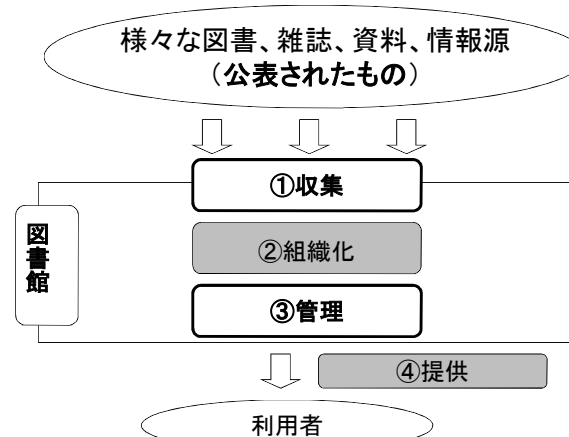 様々な図書、雑誌、資料、情報源
（公表されたもの）
①収集
図書館
②組織化
③管理
④提供
利用者